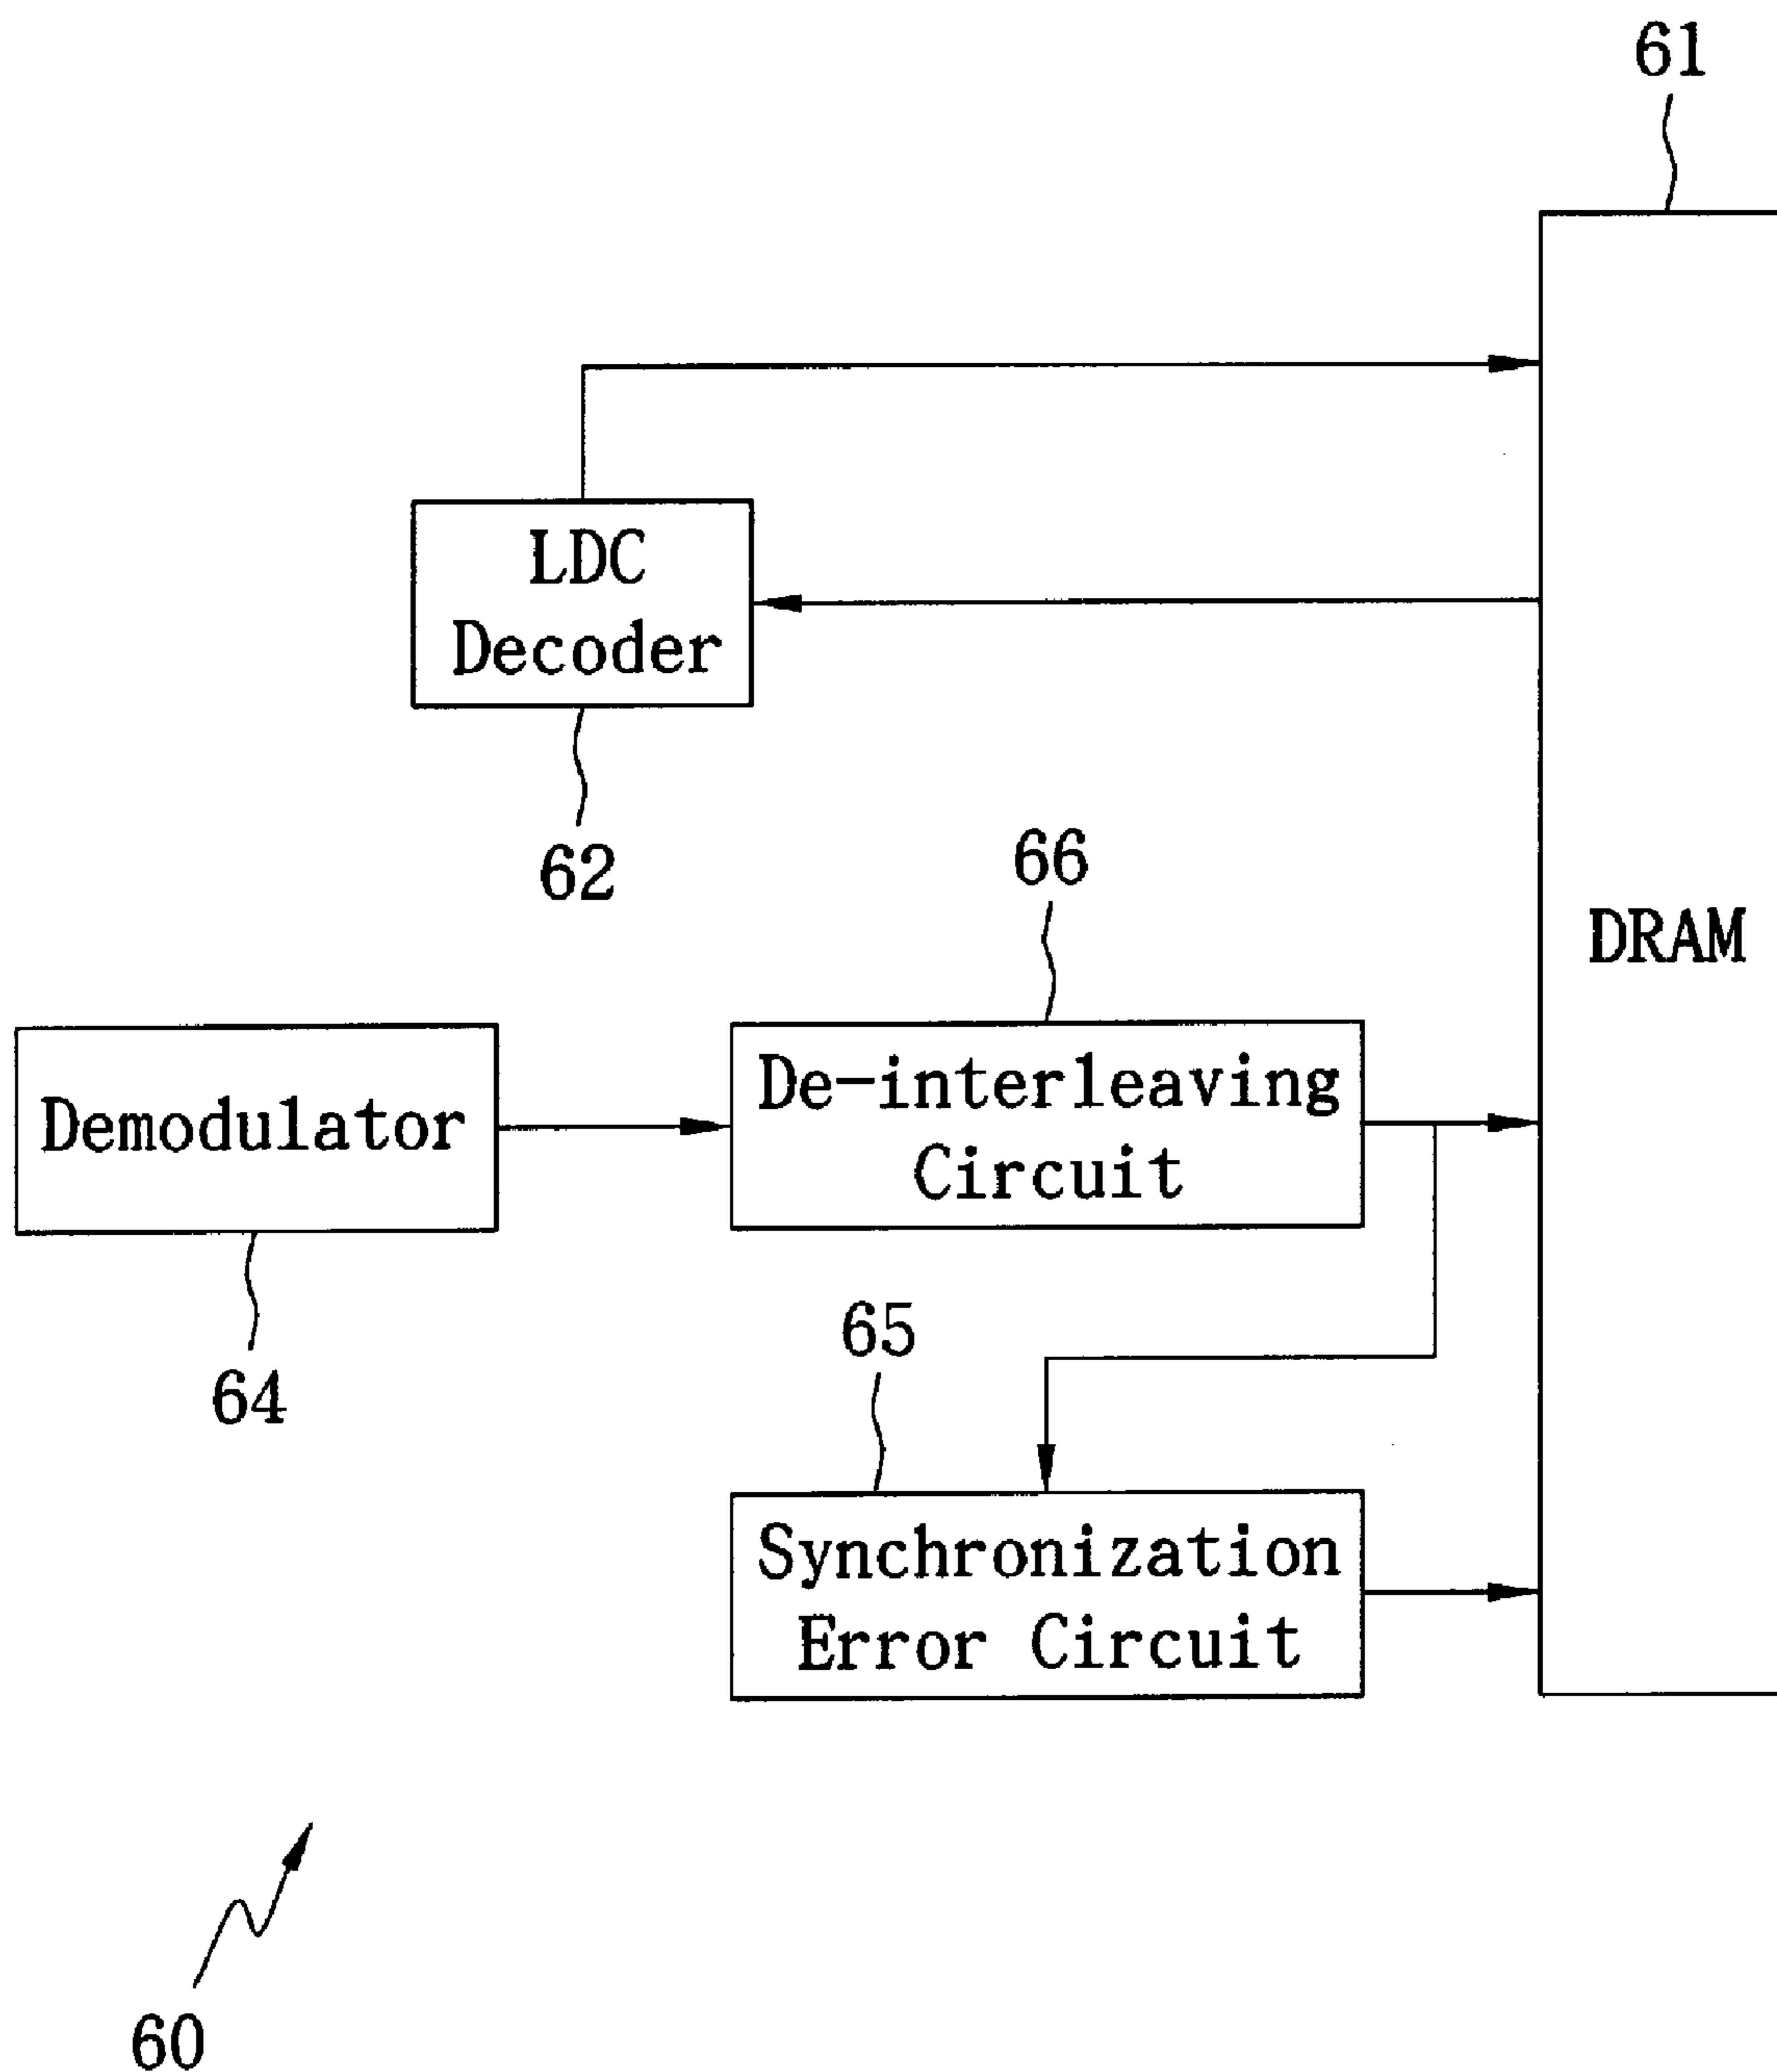 61
LDC
Decoder
62
66
DRAM
De-interleaving
Circuit
Demodulator
65
64
Synchronization
Error Circuit
60